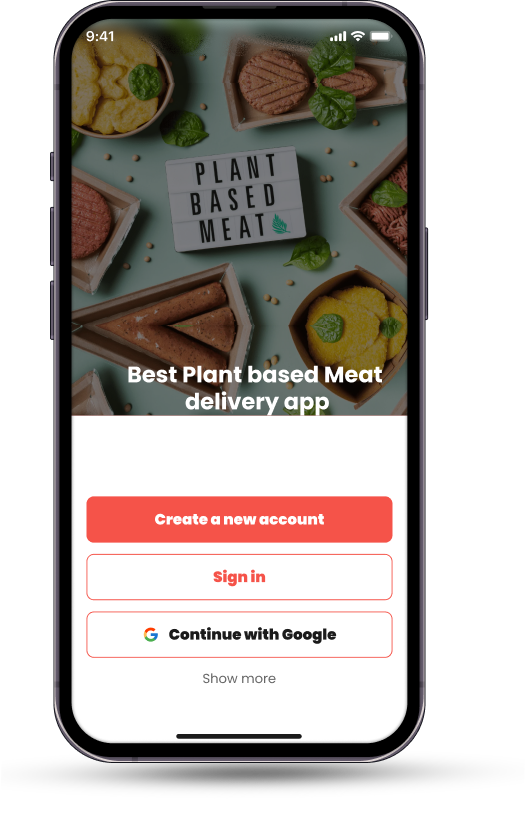 9:41
PLANT
BASED
MEAT
Best Plant based Meat
delivery app
Create a new account
Sign in
Continue with Google
Show more